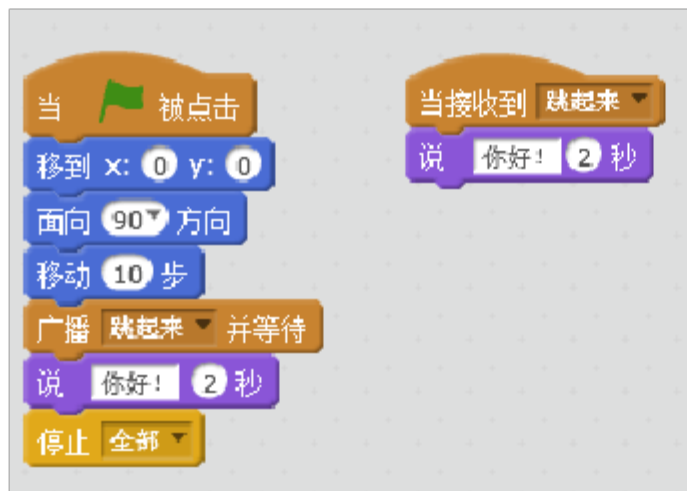 当 被点击
移到 x: 0 y: 0
面向 90 方向
移动 10 步
广播 跳起来 并等待
说 你好! 2 秒
停止 全部
当接收到 跳起来
说 你好! 2 秒